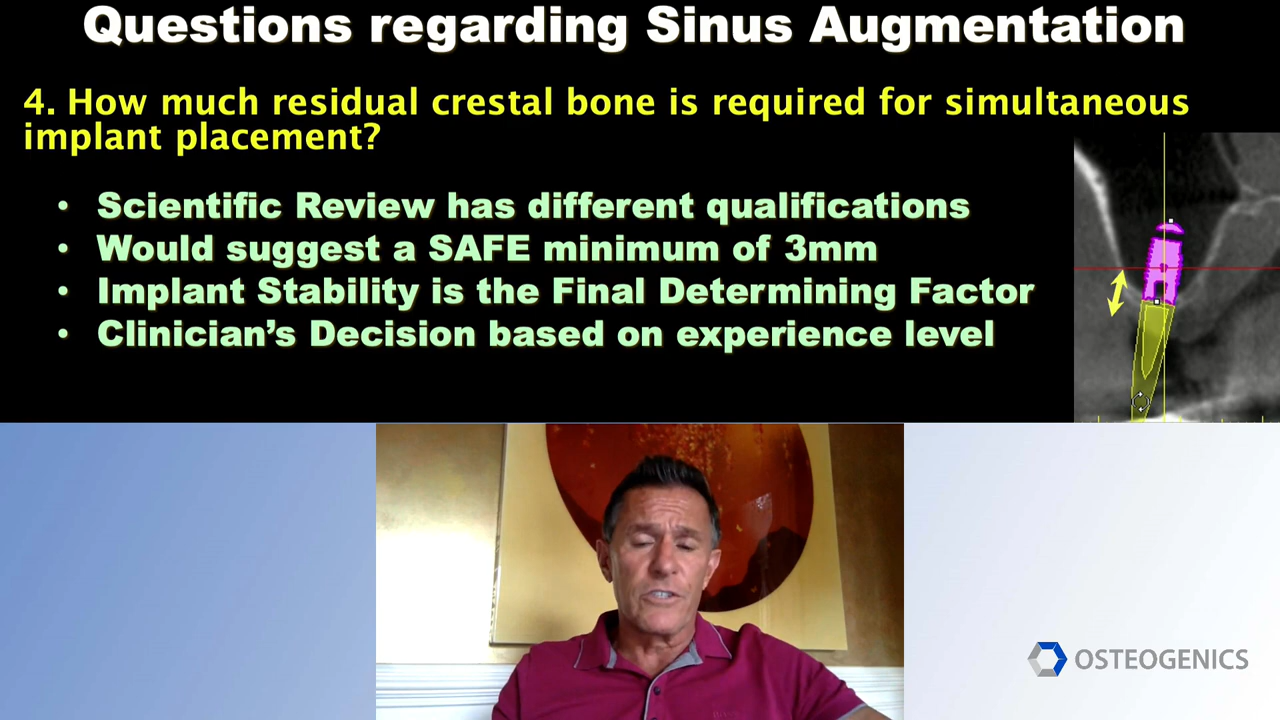 Questions regarding Sinus Augmentation
4. How much residual crestal bone is required for simultaneous
implant placement?
• Scientific Review has different qualifications
• Would suggest a SAFE minimum of 3mm
• Implant Stability is the Final Determining Factor
• Clinician’s Decision based on experience level
OSTEOGENICS